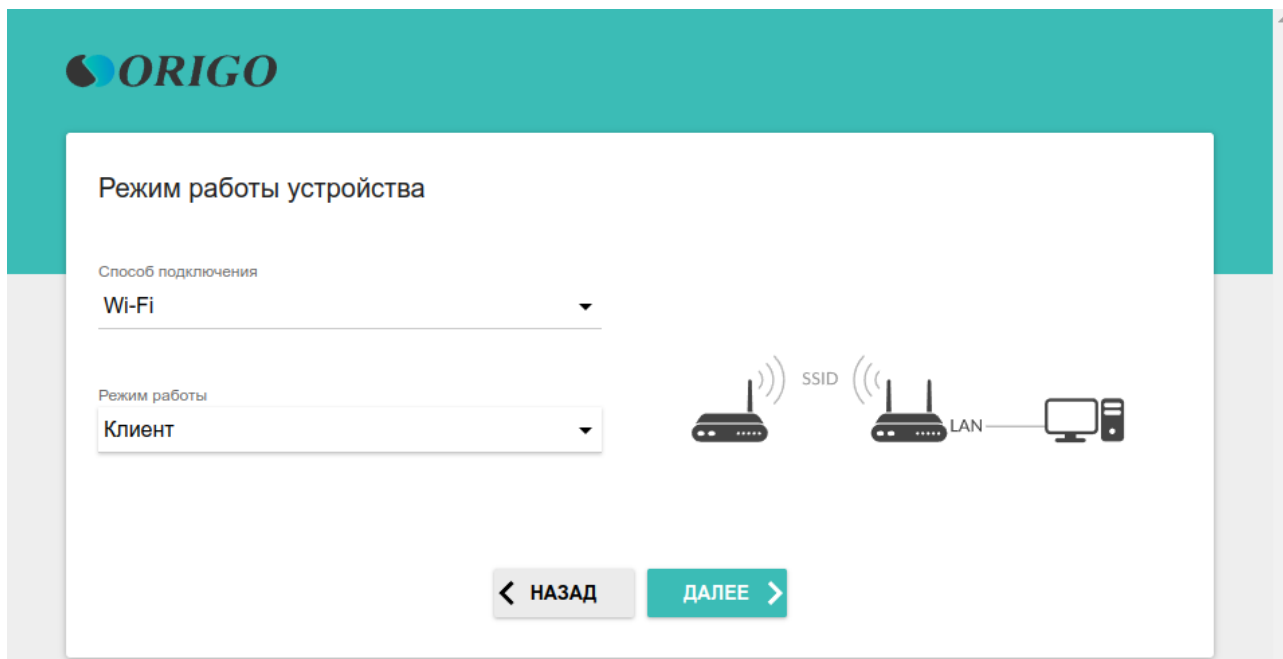 ORIGO
Режим работы устройства
Способ подключения
Wi-Fi
Режим работы
Клиент
SSID
LAN
НАЗАД
ДАЛЕЕ